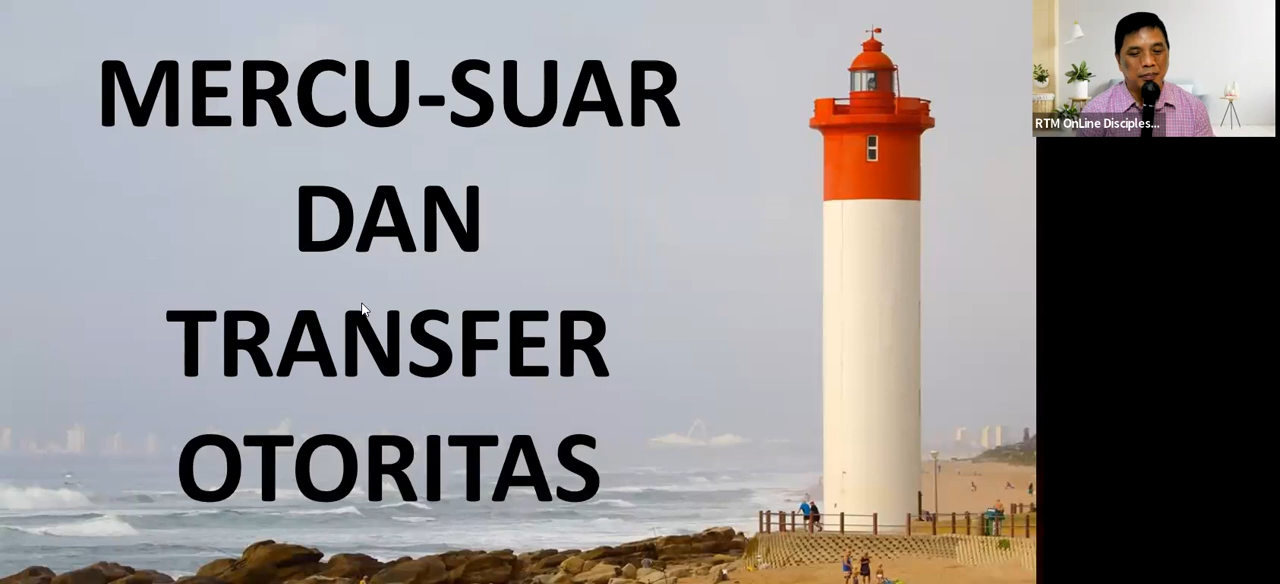 MERCU-SUAR
DAN
TRANSFER
OTORITAS
RTM OnLine Disciples...